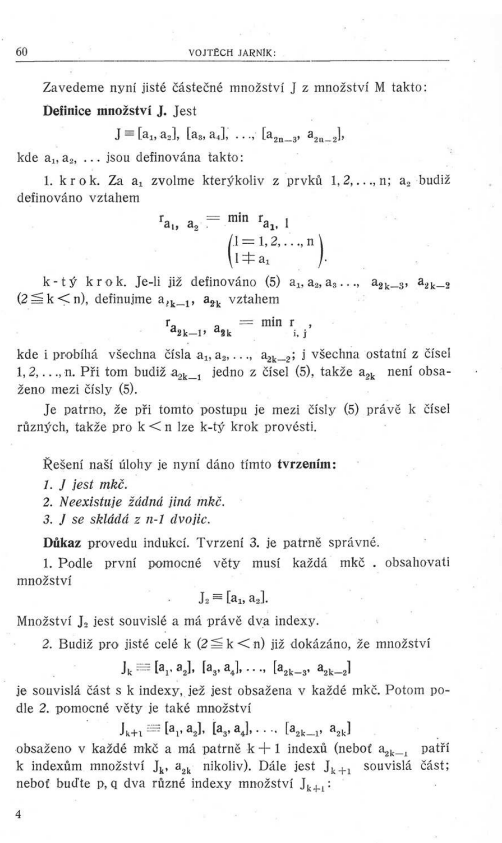 60
VOJTĚCH JARNÍK:
Zavedeme nyní jisté částečné množství J z množství M takto:
Definice množství J. Jest
J ≡ [a₁, a₂], [a₃, a₄], ..., [a₂ₙ₋₃, a₂ₙ₋₂],
kde a₁, a₂, ... jsou definována takto:
1. krok. Za a₁ zvolme kterýkoliv z prvků 1, 2, ..., n; a₂ budiž
definováno vztahem
r a₁, a₂ = min r a₁, l
(l = 1, 2, ..., n
l ≠ a₁).
k-tý krok. Je-li již definováno (5) a₁, a₂, a₃ ..., a₂ₖ₋₃, a₂ₖ₋₂
(2 ≦ k < n), definujme a₂ₖ₋₁, a₂ₖ vztahem
r a₂ₖ₋₁, a₂ₖ = min r i, j,
kde i probíhá všechna čísla a₁, a₂, ..., a₂ₖ₋₂; j všechna ostatní z čísel
1, 2, ..., n. Při tom budiž a₂ₖ₋₁ jedno z čísel (5), takže a₂ₖ není obsa-
ženo mezi čísly (5).
Je patrno, že při tomto postupu je mezi čísly (5) právě k čísel
různých, takže pro k < n lze k-tý krok provésti.
Řešení naší úlohy je nyní dáno tímto tvrzením:
1. J jest mkč.
2. Neexistuje žádná jiná mkč.
3. J se skládá z n-1 dvojic.
Důkaz provedu indukcí. Tvrzení 3. je patrně správné.
1. Podle první pomocné věty musí každá mkč . obsahovati
množství
J₂ ≡ [a₁, a₂].
Množství J₂ jest souvislé a má právě dva indexy.
2. Budiž pro jisté celé k (2 ≦ k < n) již dokázáno, že množství
Jₖ ≡ [a₁, a₂], [a₃, a₄], ..., [a₂ₖ₋₃, a₂ₖ₋₂]
je souvislá část s k indexy, jež jest obsažena v každé mkč. Potom po-
dle 2. pomocné věty je také množství
Jₖ₊₁ ≡ [a₁, a₂], [a₃, a₄], ... [a₂ₖ₋₁, a₂ₖ]
obsaženo v každé mkč a má patrně k + 1 indexů (neboť a₂ₖ₋₁ patří
k indexům množství Jₖ, a₂ₖ nikoliv). Dále jest Jₖ₊₁ souvislá část;
neboť buďte p, q dva různé indexy množství Jₖ₊₁:
4